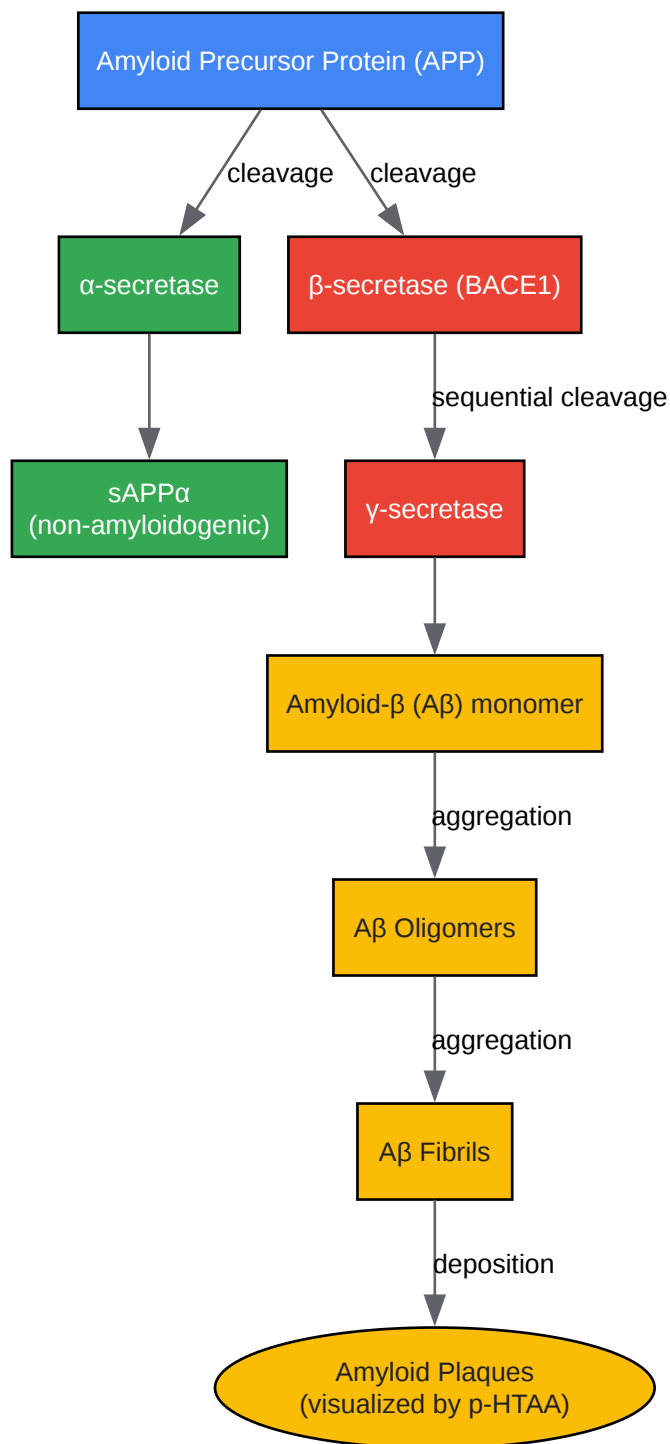 Amyloid Precursor Protein (APP)
cleavage
cleavage
α-secretase
β-secretase (BACE1)
sequential cleavage
sAPPα
(non-amyloidogenic)
γ-secretase
Amyloid-β (Aβ) monomer
aggregation
Aβ Oligomers
aggregation
Aβ Fibrils
deposition
Amyloid Plaques
(visualized by p-HTAA)